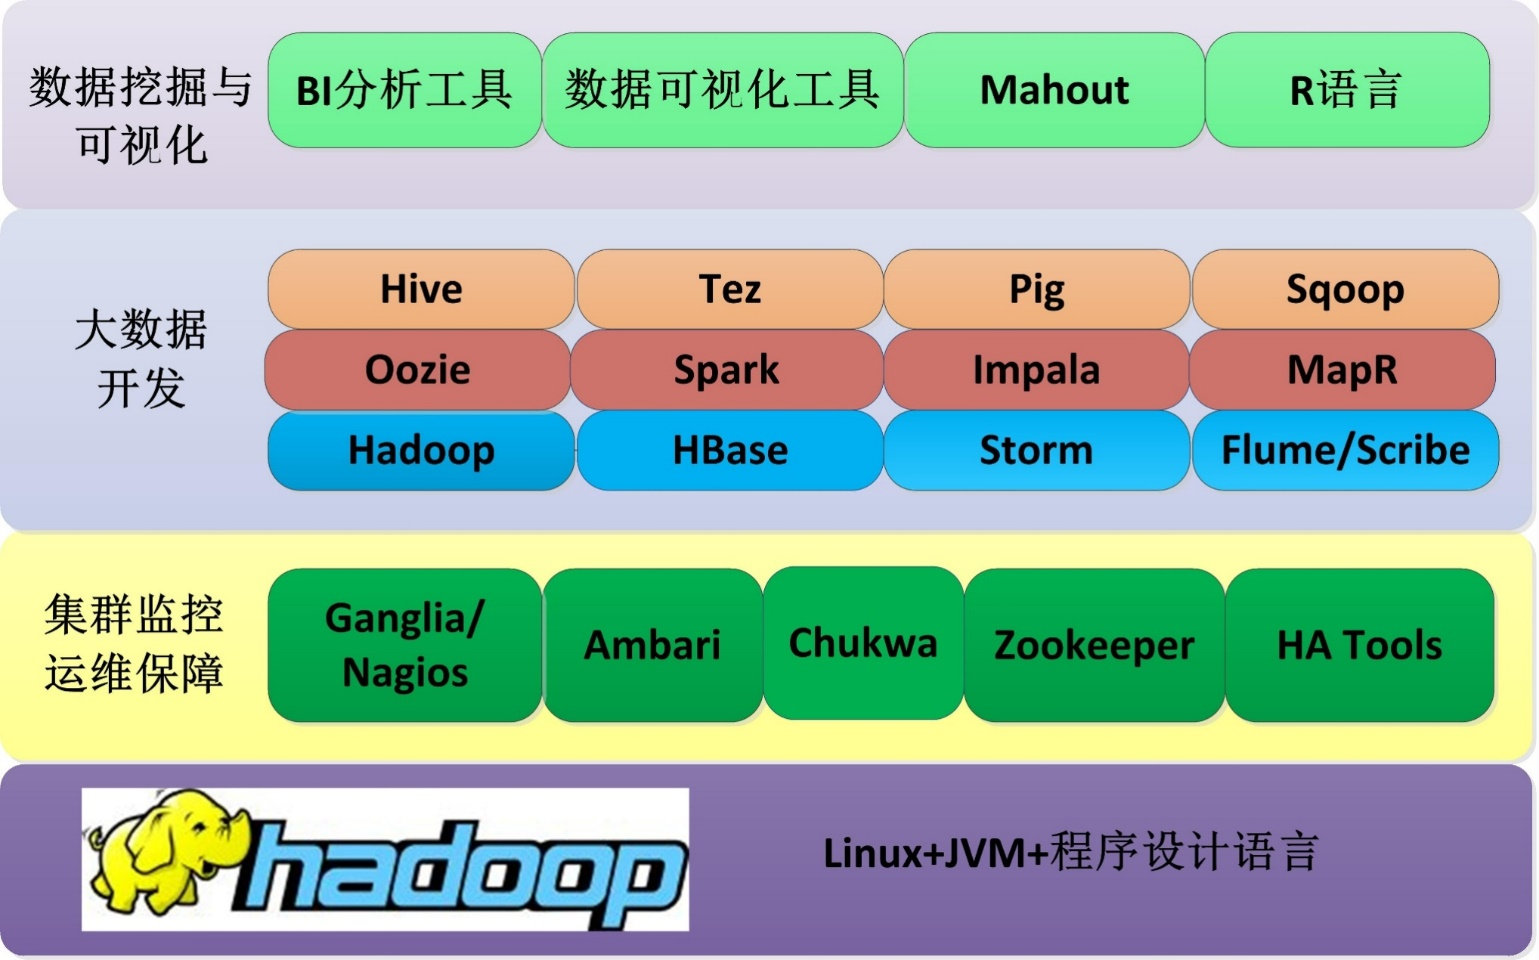 数据挖掘与
可视化
BI分析工具
数据可视化工具
Mahout
R语言
大数据
开发
Hive
Tez
Pig
Sqoop
Oozie
Spark
Impala
MapR
Hadoop
HBase
Storm
Flume/Scribe
集群监控
运维保障
Ganglia/
Nagios
Ambari
Chukwa
Zookeeper
HA Tools
hadoop
Linux+JVM+程序设计语言